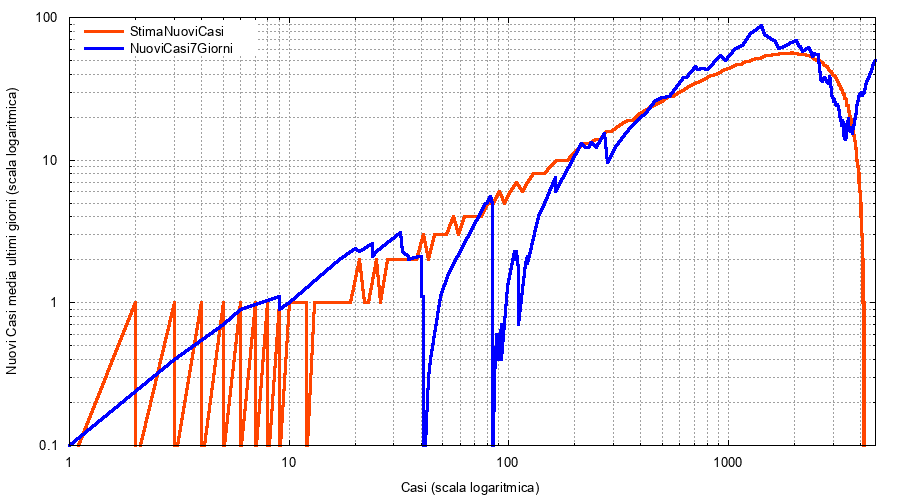 100
StimaNuoviCasi
NuoviCasi7Giorni
10
Nuovi Casi media ultimi giorni (scala logaritmica)
1
0.1
1 10 100 1000
Casi (scala logaritmica)